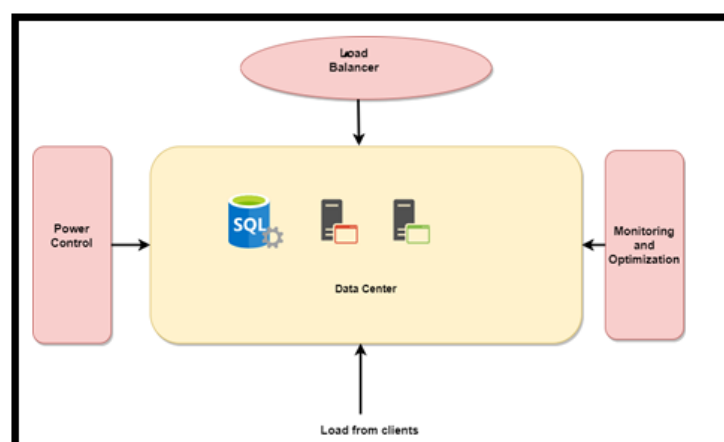 Load
Balancer
Power
Control
SQL
Data Center
Monitoring
and
Optimization
Load from clients